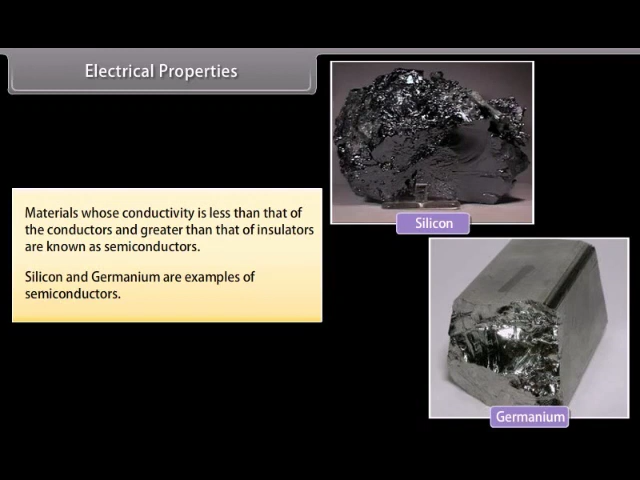 Electrical Properties
Materials whose conductivity is less than that of
the conductors and greater than that of insulators
are known as semiconductors.
Silicon and Germanium are examples of
semiconductors.
Silicon
Germanium